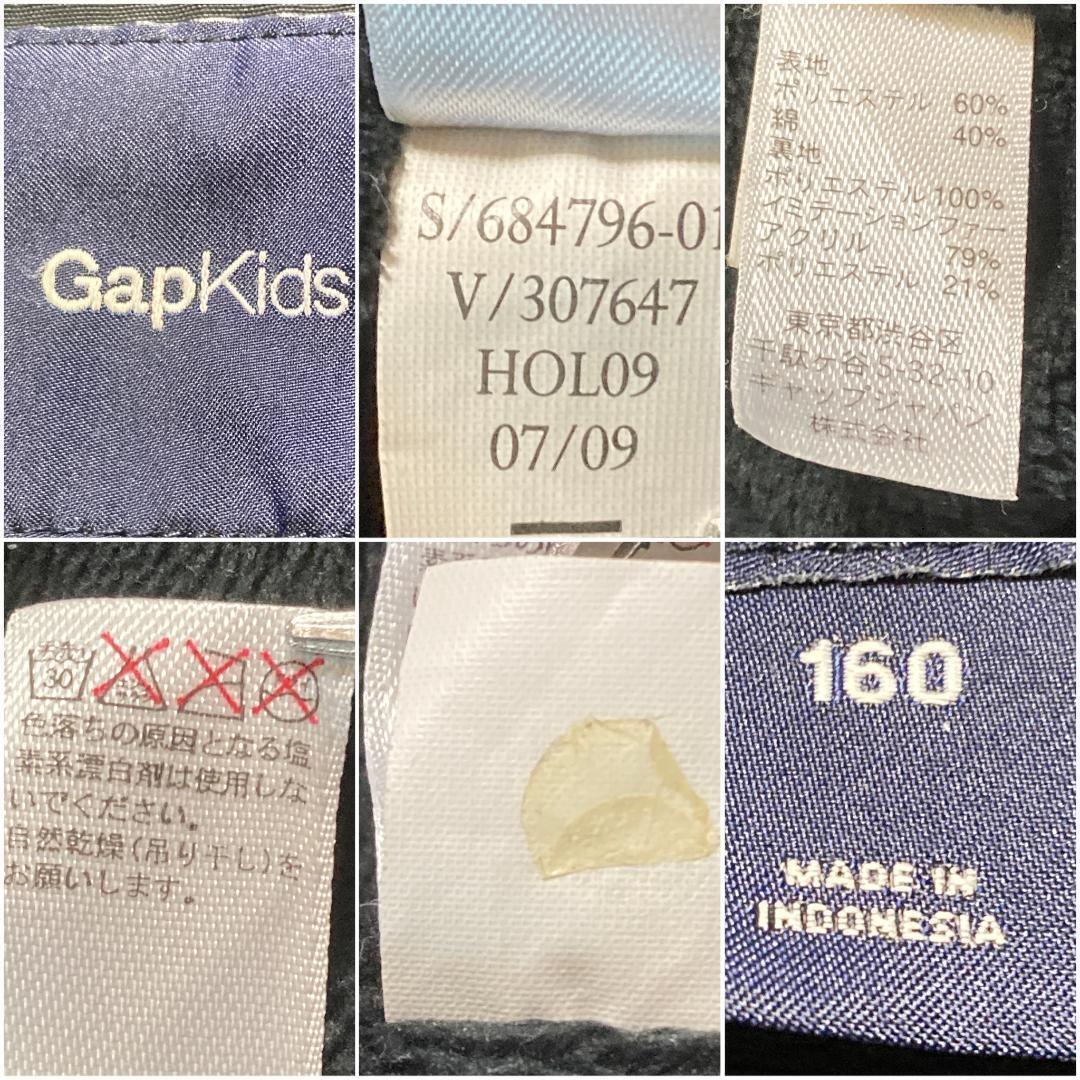 GapKids
S/684796-01
V/307647
HOL09
07/09
表地
ポリエステル 60%
綿 40%
裏地
ポリエステル100%
イミテーションファー
アクリル 79%
ポリエステル 21%
東京都渋谷区
千駄ケ谷5-32-10
ギャップジャパン
株式会社
30
色落ちの原因となる塩
素系漂白剤は使用しな
いでください。
自然乾燥(吊り干し)を
お願いします。
160
MADE IN
INDONESIA